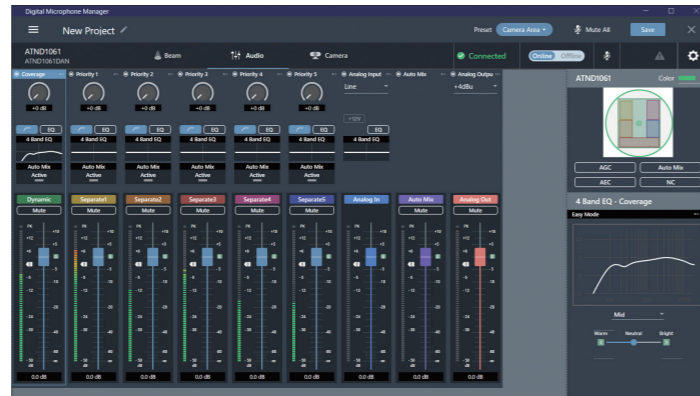 Digital Microphone Manager
New Project
Preset Camera Area Mute All Save
ATND1061
ATND1061DAN
Beam Audio Camera
Connected Online Offline
Coverage Priority 1 Priority 2 Priority 3 Priority 4 Priority 5 Analog Input Auto Mix Analog Output
Line +4dBu
+0 dB +0 dB +0 dB +0 dB +0 dB +0 dB
+12V
EQ EQ EQ EQ EQ EQ EQ
4 Band EQ 4 Band EQ 4 Band EQ 4 Band EQ 4 Band EQ 4 Band EQ 4 Band EQ
Auto Mix Auto Mix Auto Mix Auto Mix Auto Mix Auto Mix
Active Active Active Active Active Active
Dynamic Separate1 Separate2 Separate3 Separate4 Separate5 Analog In Auto Mix Analog Out
Mute Mute Mute Mute Mute Mute Mute Mute Mute
0.0 dB 0.0 dB 0.0 dB 0.0 dB 0.0 dB 0.0 dB 0.0 dB 0.0 dB 0.0 dB
ATND1061 Color
AGC Auto Mix
AEC NC
4 Band EQ - Coverage
Easy Mode
Mid
Warm Neutral Bright